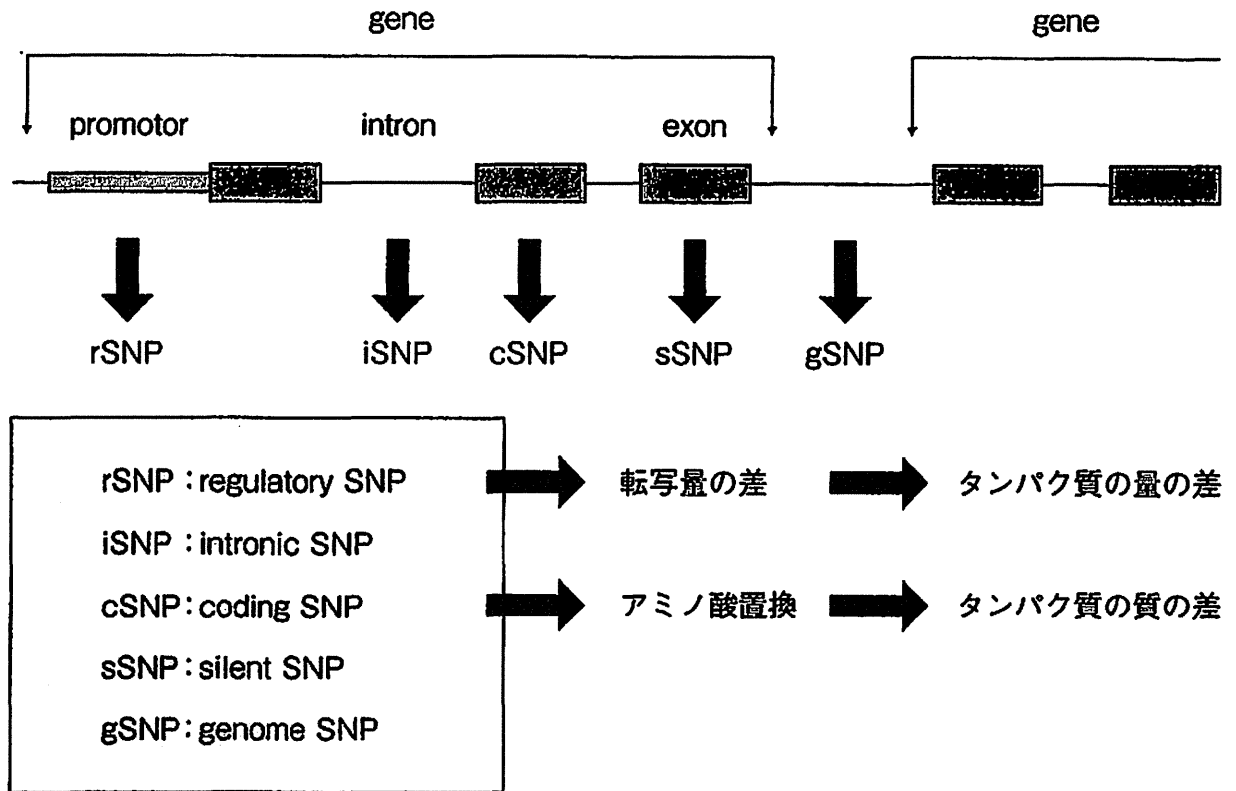 gene gene
promotor intron exon
rSNP iSNP cSNP sSNP gSNP
rSNP：regulatory SNP 転写量の差 タンパク質の量の差
iSNP：intronic SNP
cSNP：coding SNP アミノ酸置換 タンパク質の質の差
sSNP：silent SNP
gSNP：genome SNP